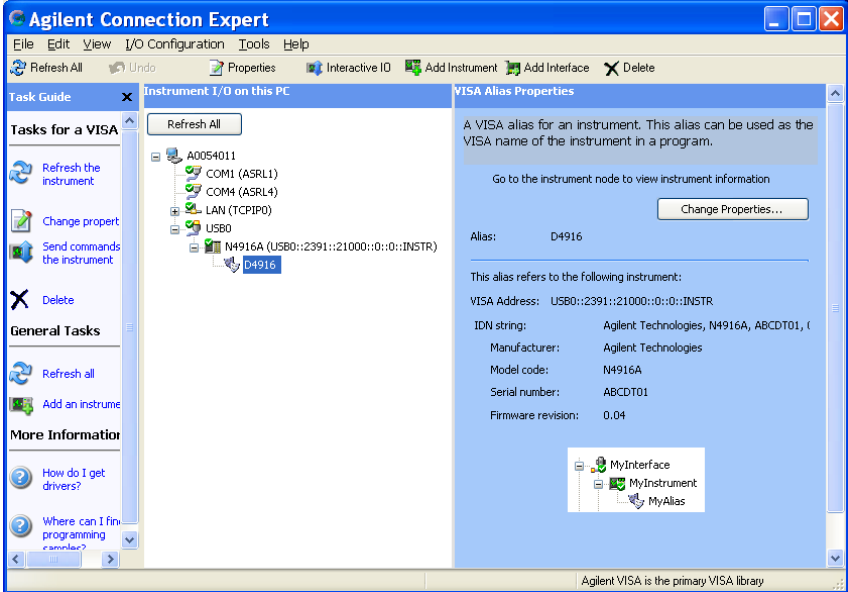 Agilent Connection Expert
File Edit View I/O Configuration Tools Help
Refresh All Undo Properties Interactive IO Add Instrument Add Interface Delete
Task Guide
Tasks for a VISA
Refresh the
instrument
Change propert
Send commands
the instrument
Delete
General Tasks
Refresh all
Add an instrume
More Information
How do I get
drivers?
Where can I fin
programming
samples?
Instrument I/O on this PC
Refresh All
A0054011
COM1 (ASRL1)
COM4 (ASRL4)
LAN (TCPIP0)
USB0
N4916A (USB0::2391::21000::0::0::INSTR)
D4916
VISA Alias Properties
A VISA alias for an instrument. This alias can be used as the
VISA name of the instrument in a program.
Go to the instrument node to view instrument information
Change Properties...
Alias: D4916
This alias refers to the following instrument:
VISA Address: USB0::2391::21000::0::0::INSTR
IDN string: Agilent Technologies, N4916A, ABCDT01, (
Manufacturer: Agilent Technologies
Model code: N4916A
Serial number: ABCDT01
Firmware revision: 0.04
MyInterface
MyInstrument
MyAlias
Agilent VISA is the primary VISA library